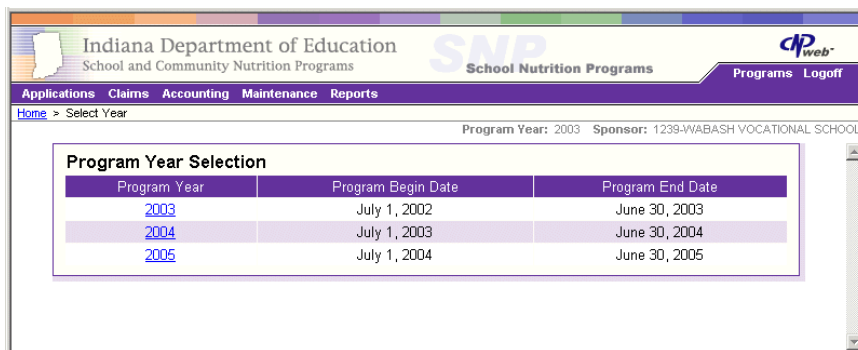 Indiana Department of Education
School and Community Nutrition Programs
SNP
School Nutrition Programs
CNPweb
Programs Logoff
Applications Claims Accounting Maintenance Reports
Home > Select Year
Program Year: 2003 Sponsor: 1239-WABASH VOCATIONAL SCHOOL
Program Year Selection
Program Year Program Begin Date Program End Date
2003 July 1, 2002 June 30, 2003
2004 July 1, 2003 June 30, 2004
2005 July 1, 2004 June 30, 2005